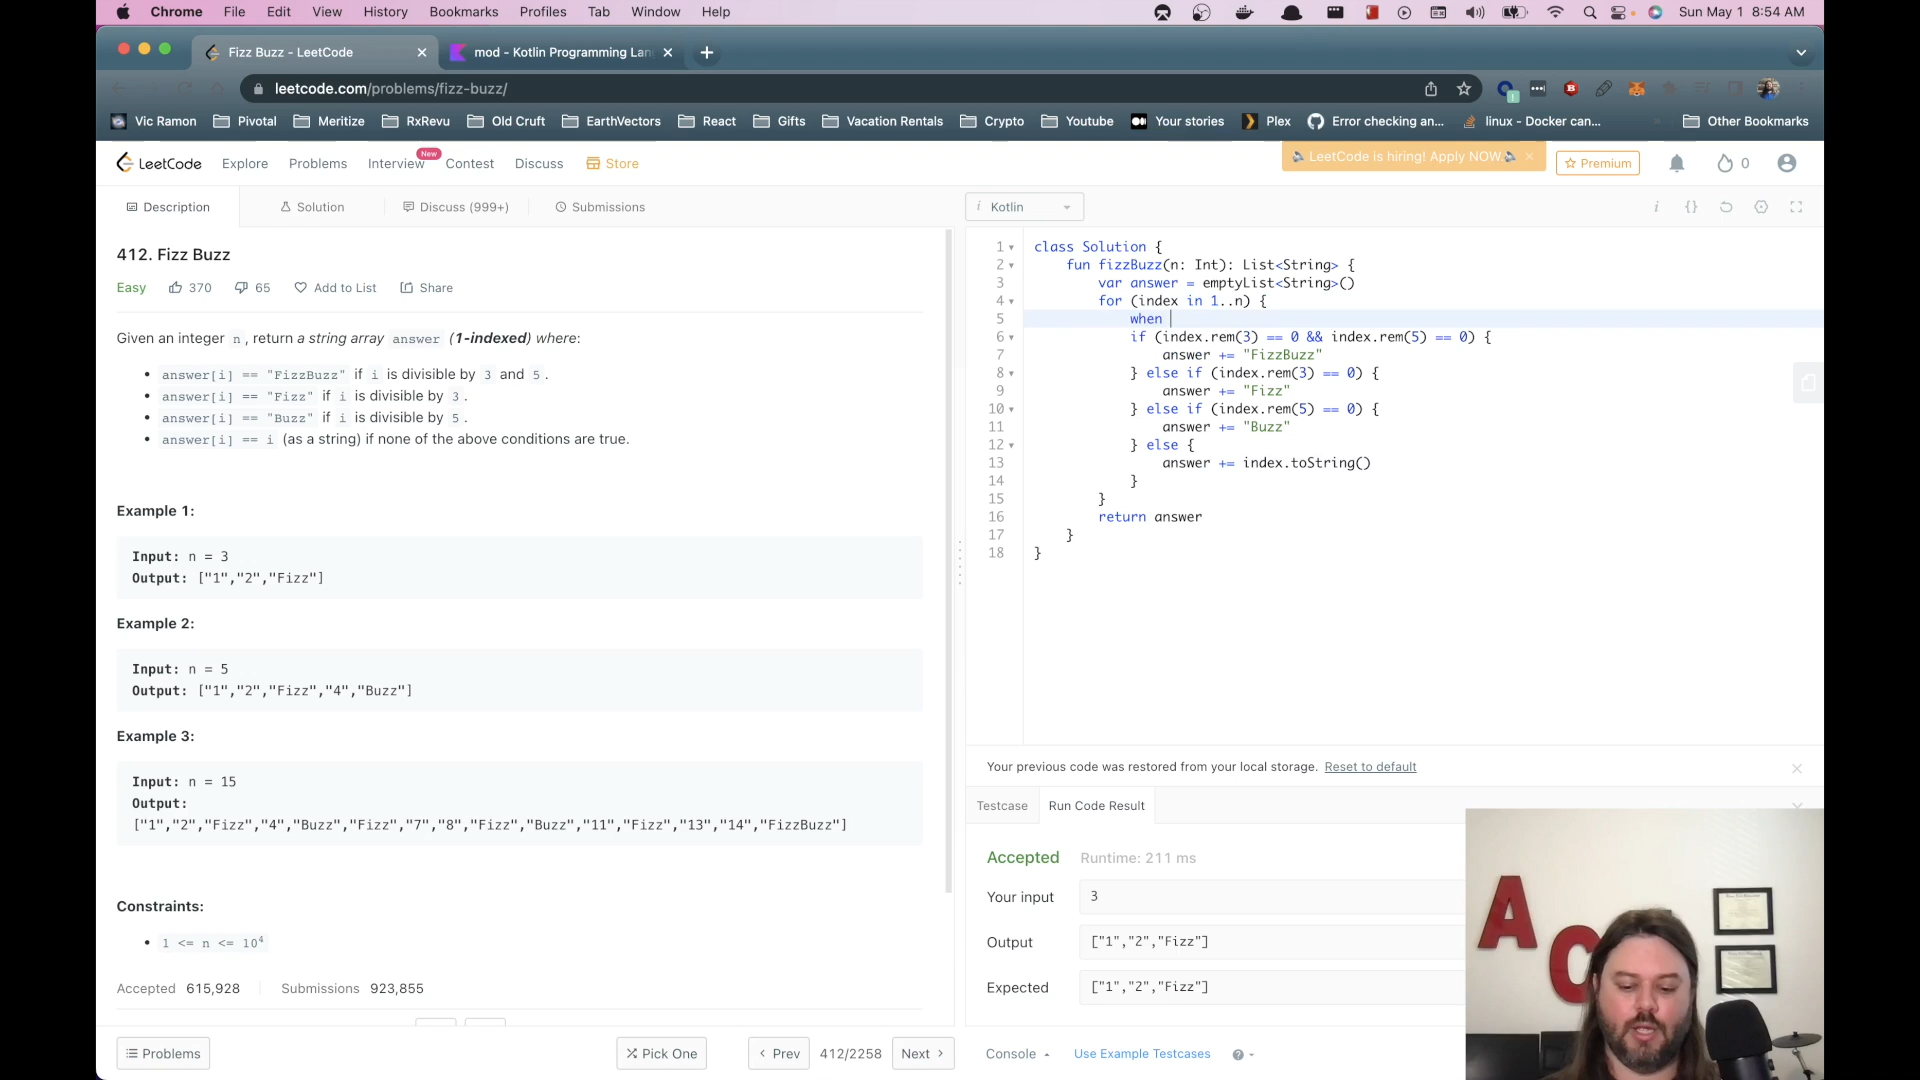 Chrome File Edit View History Bookmarks Profiles Tab Window Help Sun May 1 8:54 AM
Fizz Buzz - LeetCode mod - Kotlin Programming Lan
leetcode.com/problems/fizz-buzz/
Vic Ramon Pivotal Meritize RxRevu Old Cruft EarthVectors React Gifts Vacation Rentals Crypto Youtube Your stories Plex Error checking an... linux - Docker can... Other Bookmarks
LeetCode Explore Problems Interview New Contest Discuss Store LeetCode is hiring! Apply NOW. Premium 0
Description Solution Discuss (999+) Submissions
412. Fizz Buzz
Easy 370 65 Add to List Share
Given an integer n, return a string array answer (1-indexed) where:
• answer[i] == "FizzBuzz" if i is divisible by 3 and 5.
• answer[i] == "Fizz" if i is divisible by 3.
• answer[i] == "Buzz" if i is divisible by 5.
• answer[i] == i (as a string) if none of the above conditions are true.
Example 1:
Input: n = 3
Output: ["1","2","Fizz"]
Example 2:
Input: n = 5
Output: ["1","2","Fizz","4","Buzz"]
Example 3:
Input: n = 15
Output:
["1","2","Fizz","4","Buzz","Fizz","7","8","Fizz","Buzz","11","Fizz","13","14","FizzBuzz"]
Constraints:
• 1 <= n <= 10⁴
Accepted 615,928 Submissions 923,855
Problems Pick One Prev 412/2258 Next
i Kotlin i {}
1 class Solution {
2 fun fizzBuzz(n: Int): List<String> {
3 var answer = emptyList<String>()
4 for (index in 1..n) {
5 when
6 if (index.rem(3) == 0 && index.rem(5) == 0) {
7 answer += "FizzBuzz"
8 } else if (index.rem(3) == 0) {
9 answer += "Fizz"
10 } else if (index.rem(5) == 0) {
11 answer += "Buzz"
12 } else {
13 answer += index.toString()
14 }
15 }
16 return answer
17 }
18 }
Your previous code was restored from your local storage. Reset to default
Testcase Run Code Result
Accepted Runtime: 211 ms
Your input 3
Output ["1","2","Fizz"]
Expected ["1","2","Fizz"]
Console Use Example Testcases ?
A C